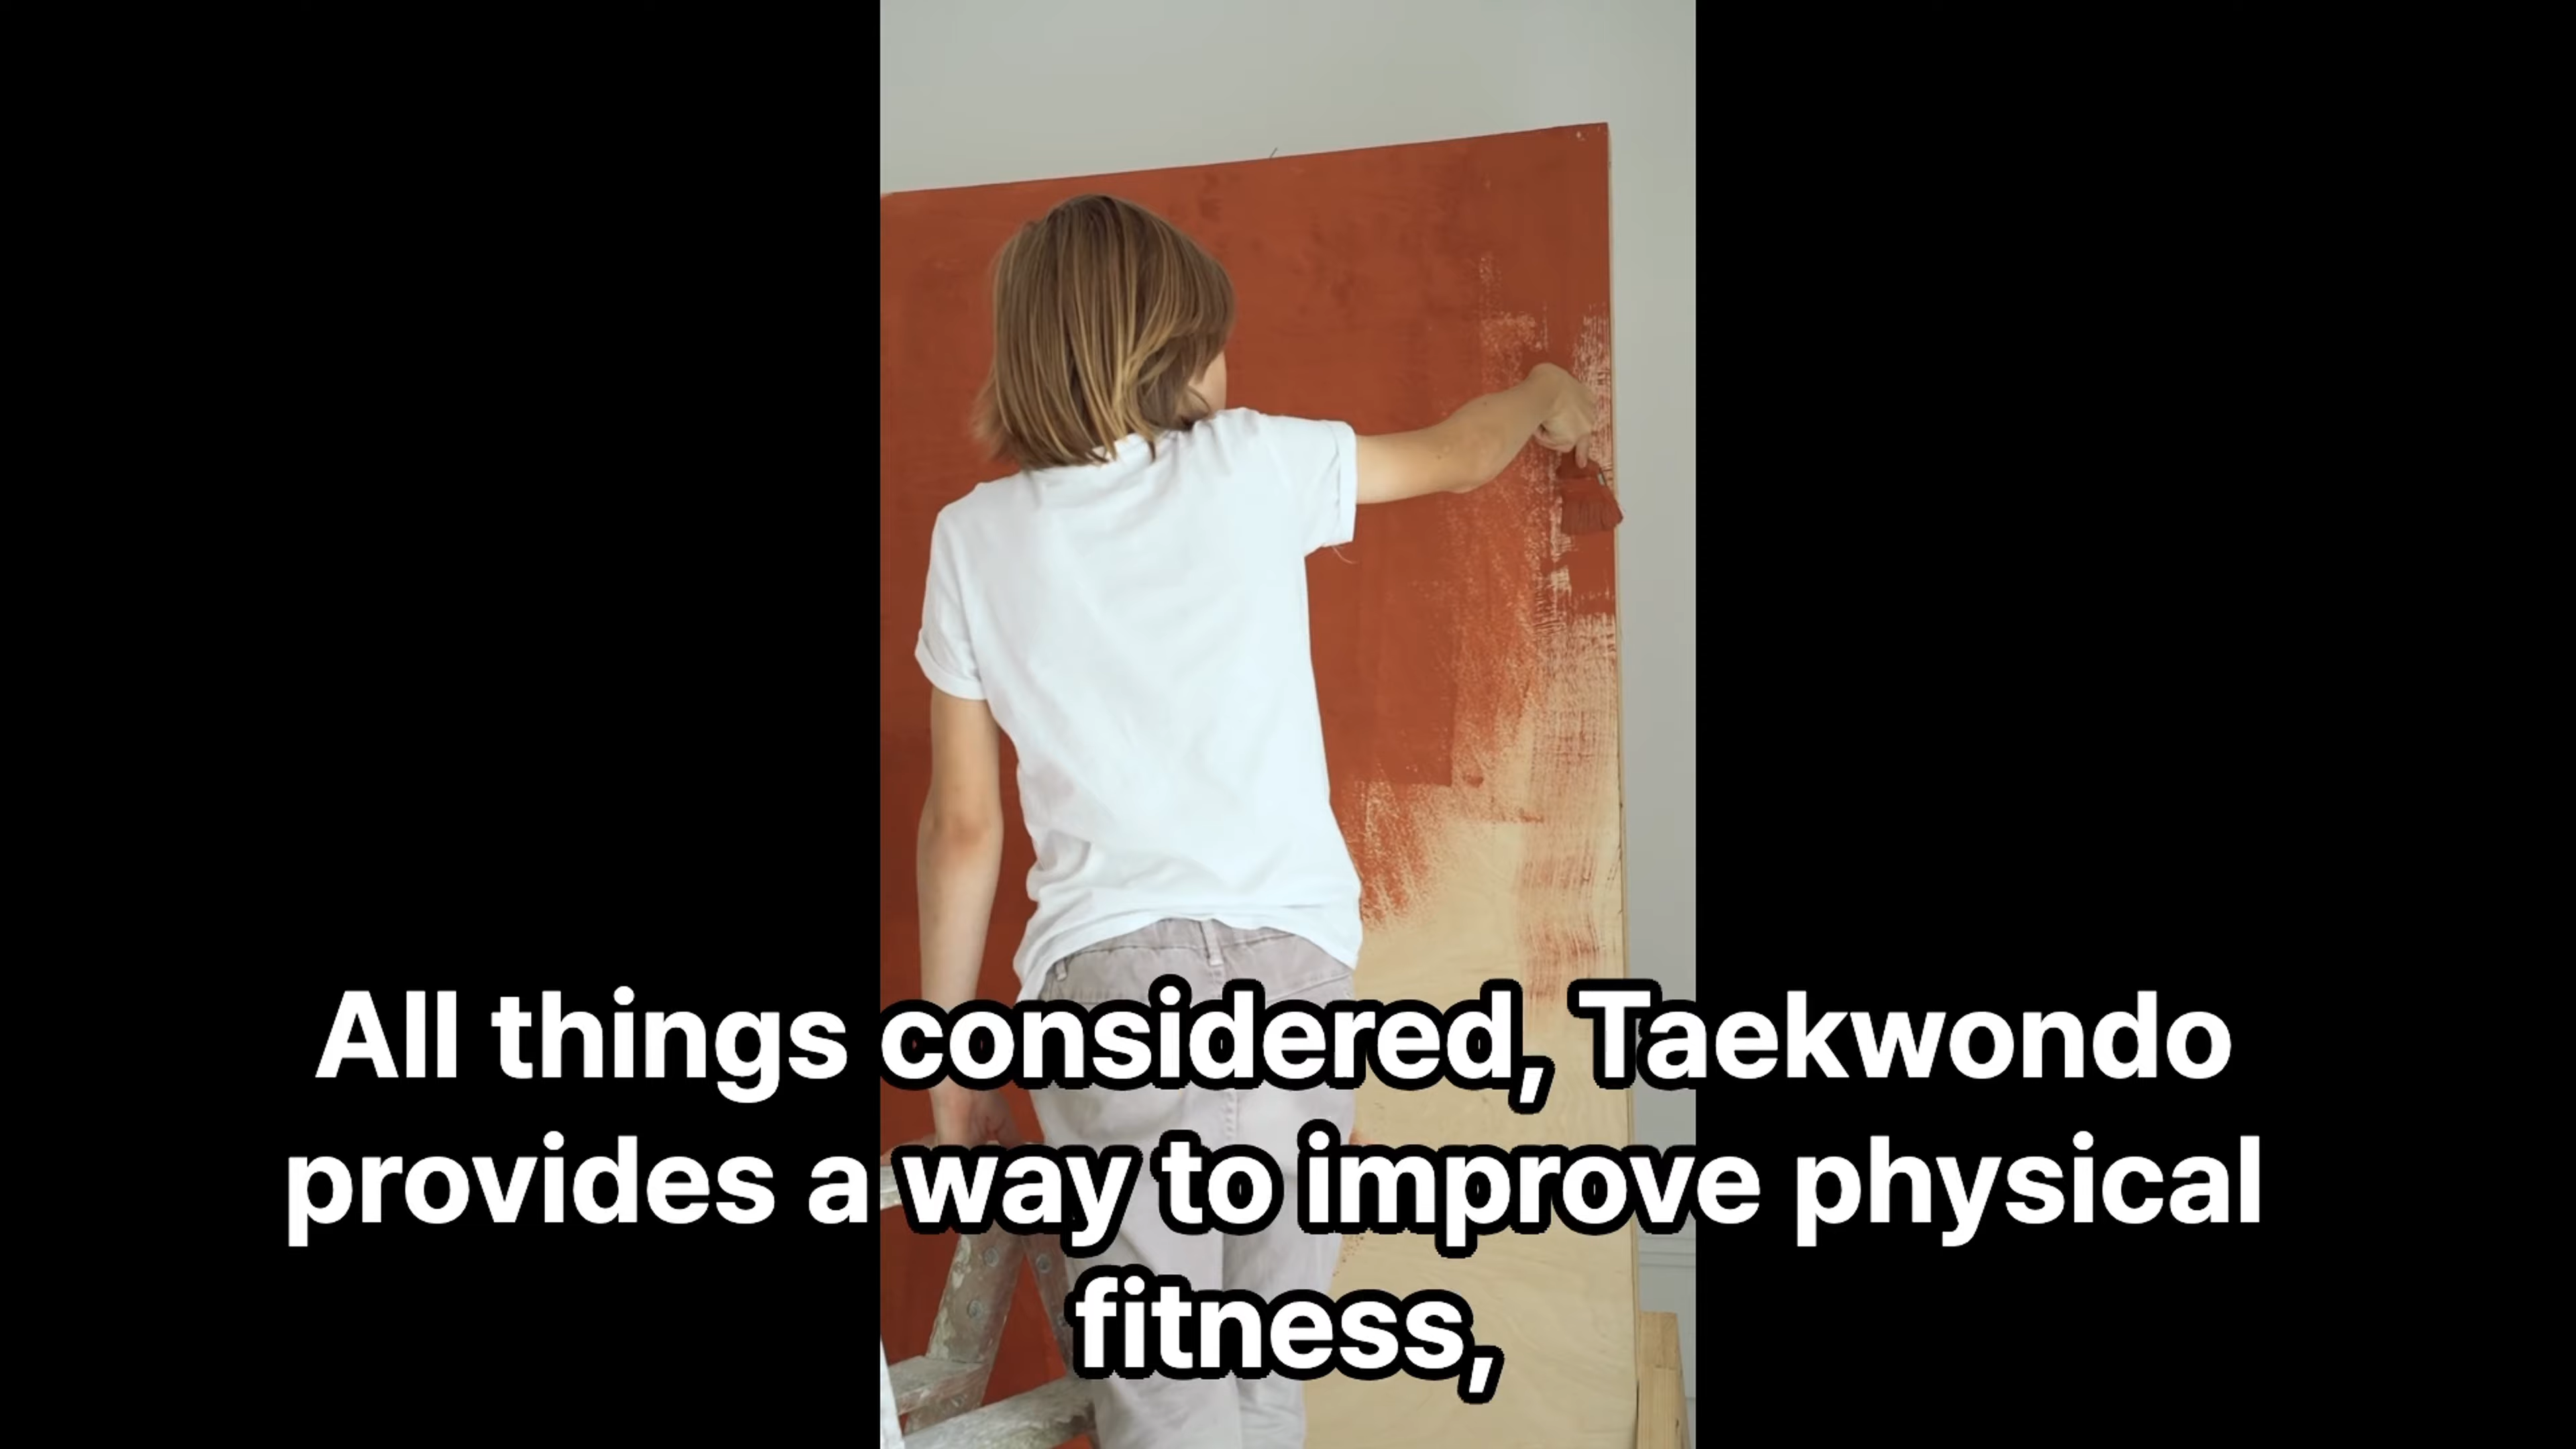 All things considered, Taekwondo
provides a way to improve physical
fitness,